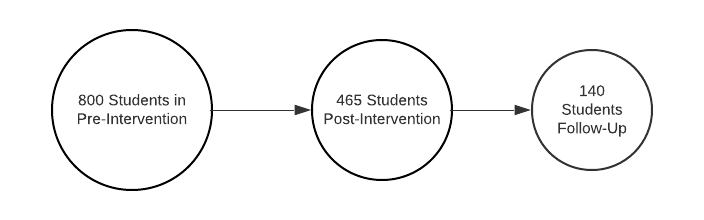 800 Students in
Pre-Intervention
465 Students
Post-Intervention
140
Students
Follow-Up